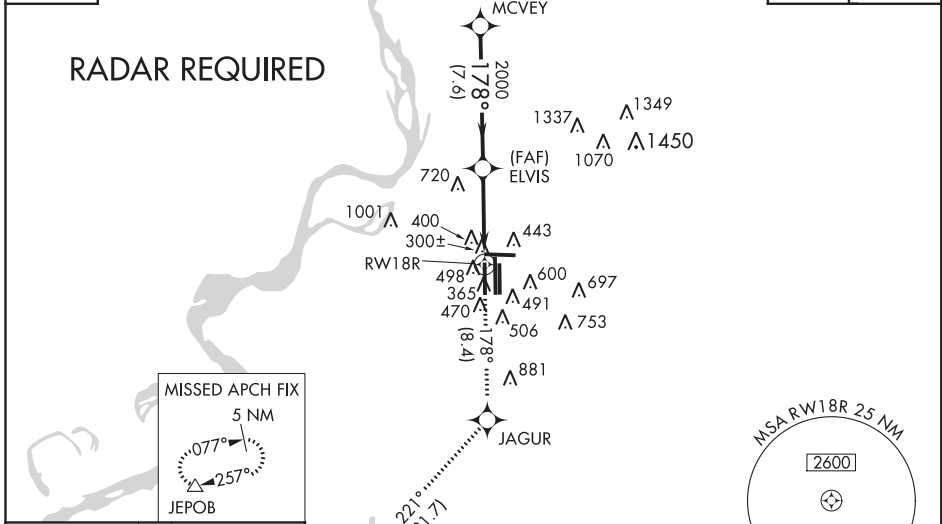 MCVEY
RADAR REQUIRED
2000
178°
(7.6)
1337
1349
1070
1450
(FAF)
ELVIS
720
1001
400
300±
443
RW18R
498
600
697
365
491
470
506
753
178°
(8.4)
881
MISSED APCH FIX
5 NM
077°
257°
JEPOB
JAGUR
221°
MSA RW18R 25 NM
2600